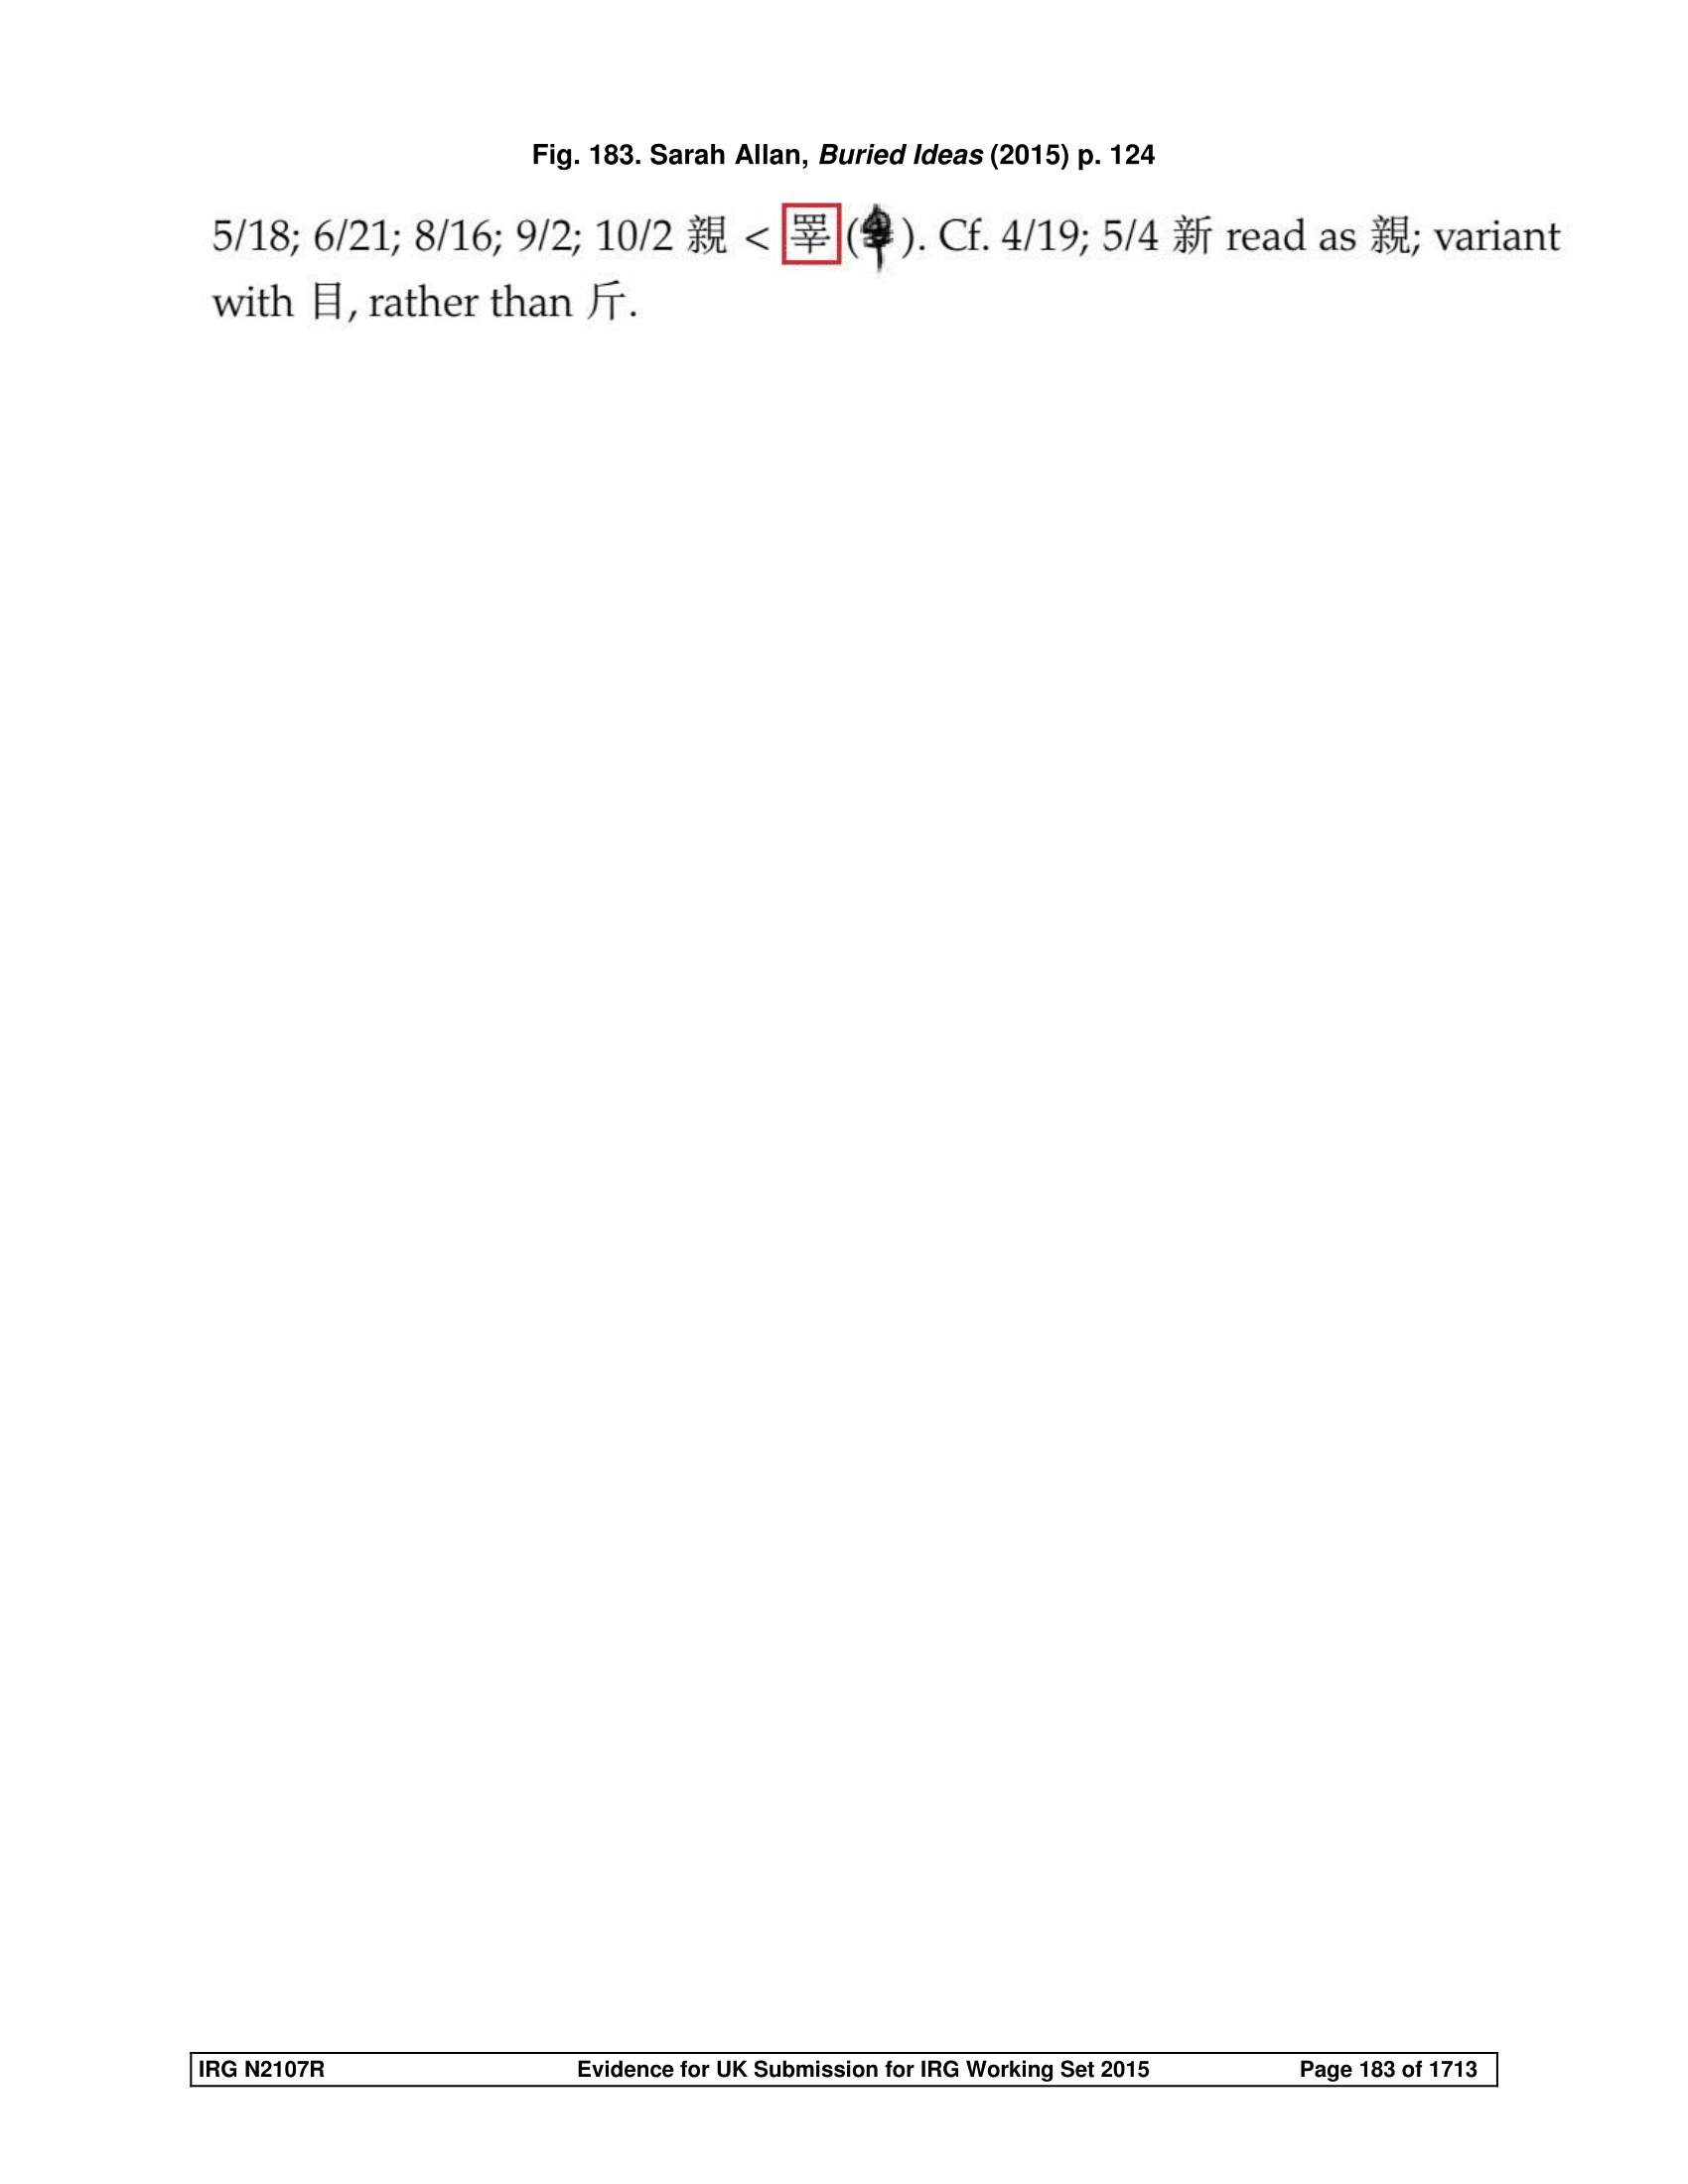 Fig. 183. Sarah Allan, Buried Ideas (2015) p. 124
5/18; 6/21; 8/16; 9/2; 10/2 親 < ( ). Cf. 4/19; 5/4 新 read as 親; variant
with 目, rather than 斤.
IRG N2107R Evidence for UK Submission for IRG Working Set 2015 Page 183 of 1713